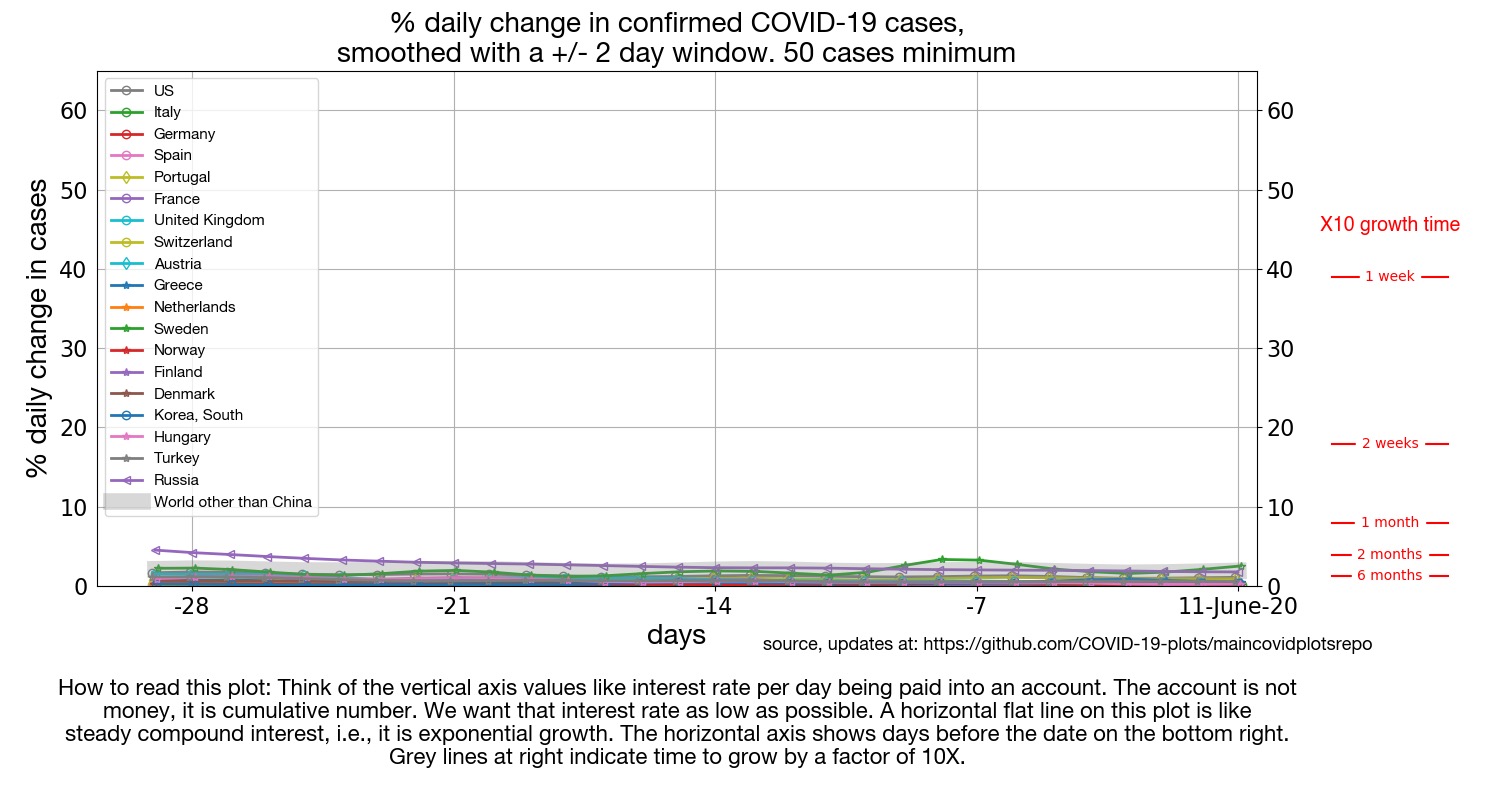 % daily change in confirmed COVID-19 cases,
smoothed with a +/- 2 day window. 50 cases minimum
% daily change in cases
60
50
40
30
20
10
0
US
Italy
Germany
Spain
Portugal
France
United Kingdom
Switzerland
Austria
Greece
Netherlands
Sweden
Norway
Finland
Denmark
Korea, South
Hungary
Turkey
Russia
World other than China
60
50
40
30
20
10
0
X10 growth time
1 week
2 weeks
1 month
2 months
6 months
-28
-21
-14
-7
11-June-20
days
source, updates at: https://github.com/COVID-19-plots/maincovidplotsrepo
How to read this plot: Think of the vertical axis values like interest rate per day being paid into an account. The account is not
money, it is cumulative number. We want that interest rate as low as possible. A horizontal flat line on this plot is like
steady compound interest, i.e., it is exponential growth. The horizontal axis shows days before the date on the bottom right.
Grey lines at right indicate time to grow by a factor of 10X.